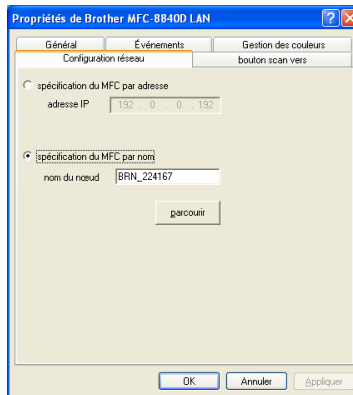 Propriétés de Brother MFC-8840D LAN
Général Événements Gestion des couleurs
Configuration réseau bouton scan vers
spécification du MFC par adresse
adresse IP 192 . 0 . 0 . 192
spécification du MFC par nom
nom du nœud BRN_224167
parcourir
OK Annuler Appliquer